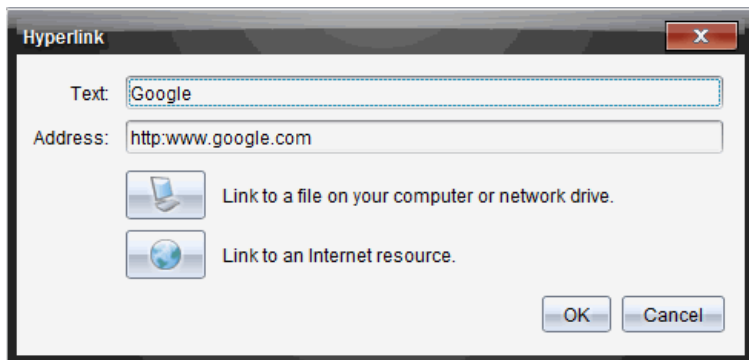 Hyperlink
Text: Google
Address: http:www.google.com
Link to a file on your computer or network drive.
Link to an Internet resource.
OK Cancel